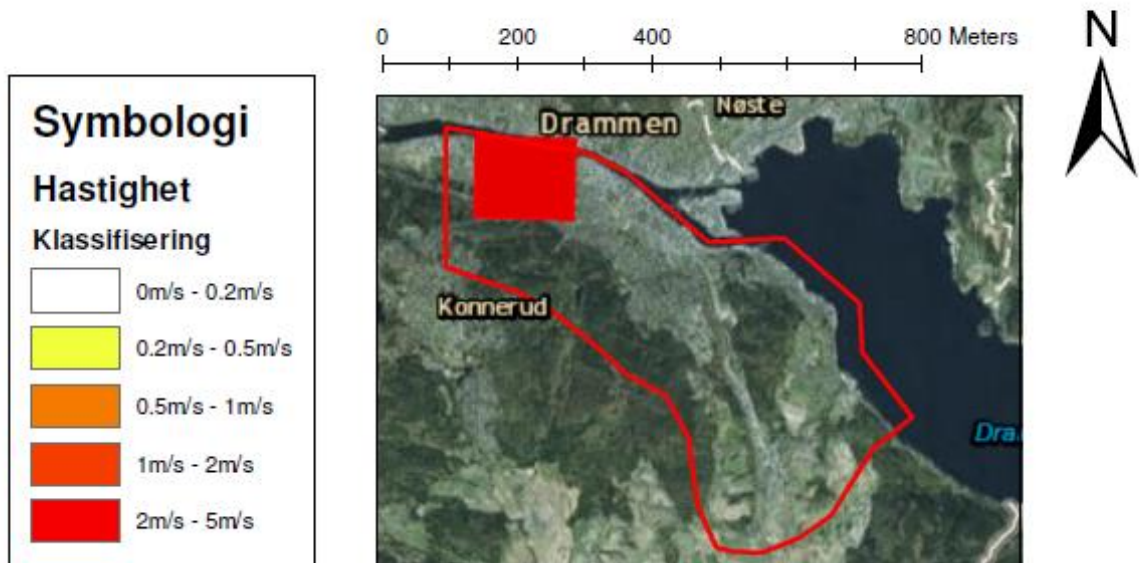 0 200 400 800 Meters
N
Symbologi
Hastighet
Klassifisering
0m/s - 0.2m/s
0.2m/s - 0.5m/s
0.5m/s - 1m/s
1m/s - 2m/s
2m/s - 5m/s
Nøste
Drammen
Konnerud